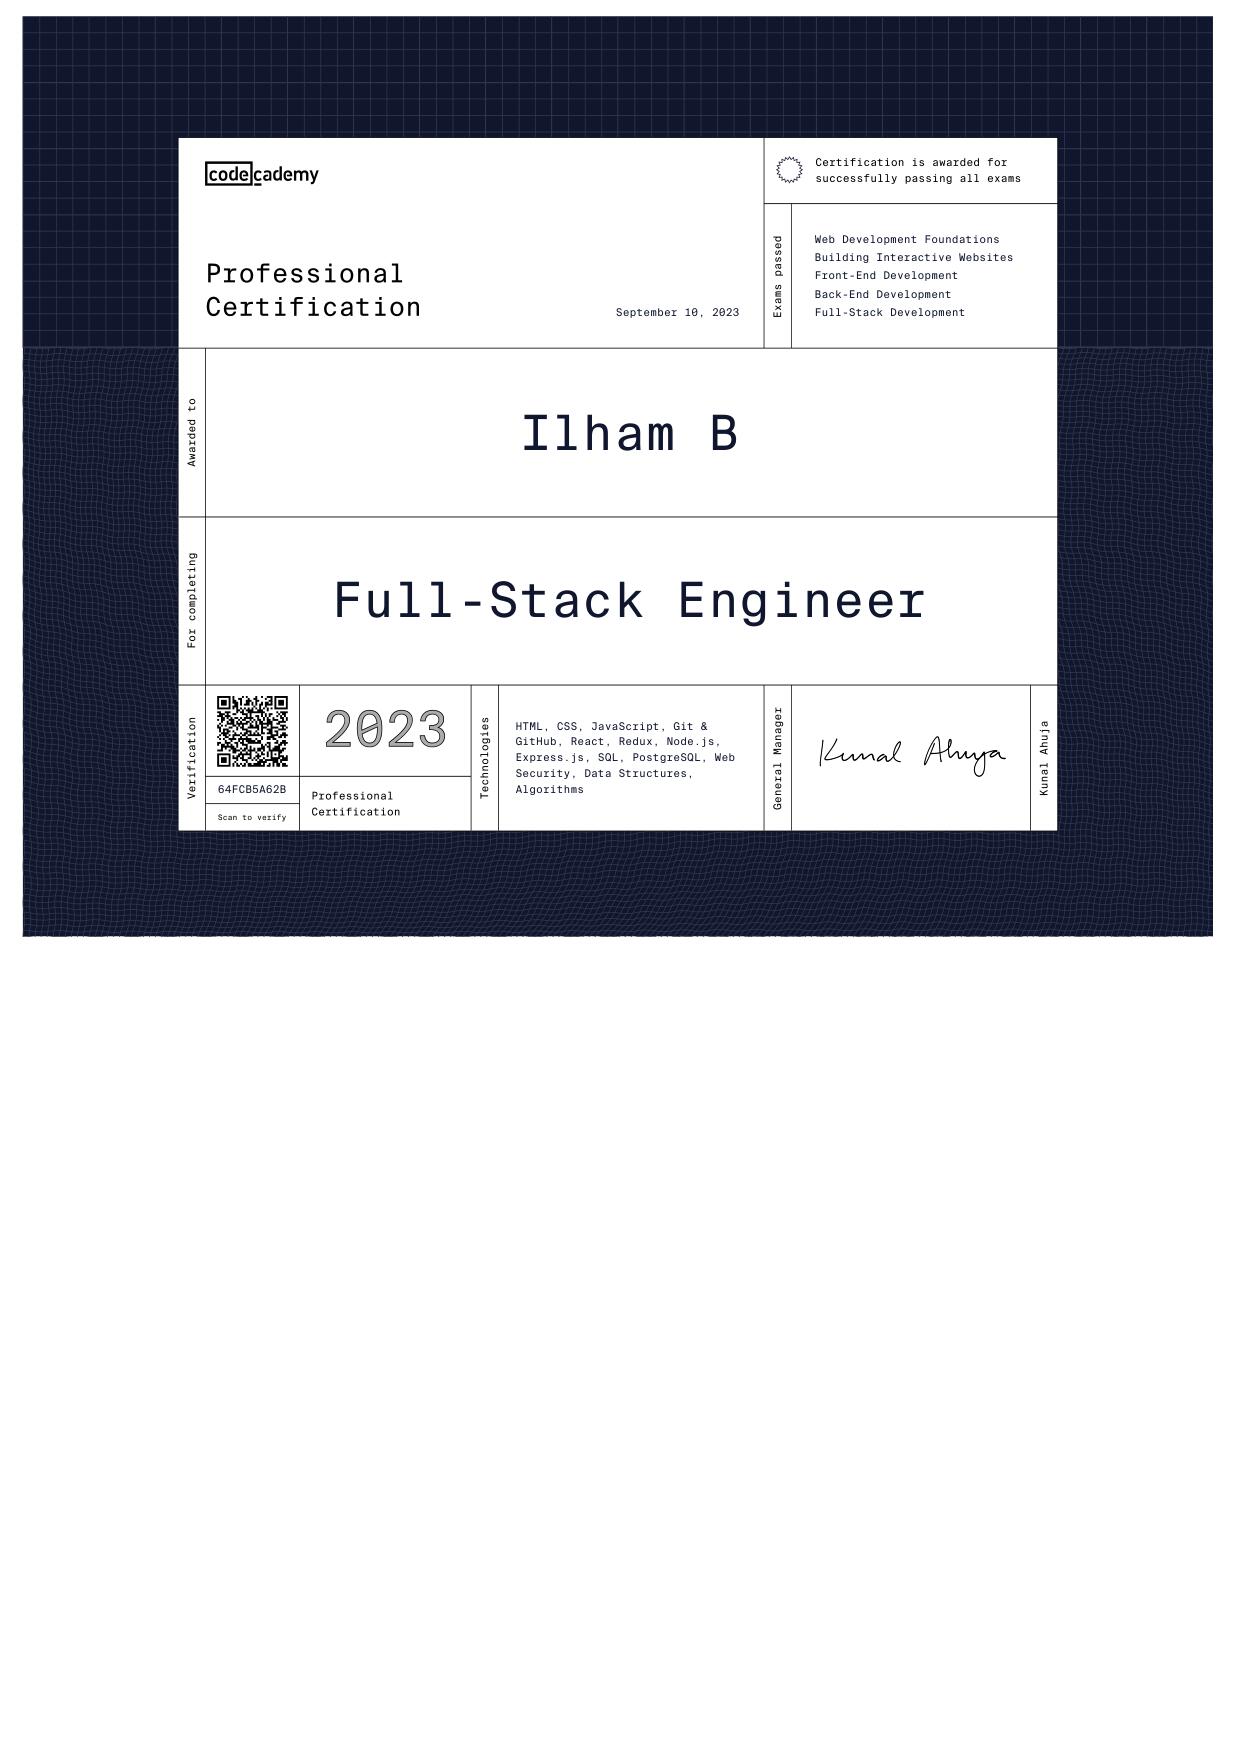 codecademy
Certification is awarded for
successfully passing all exams
Professional
Certification
September 10, 2023
Exams passed
Web Development Foundations
Building Interactive Websites
Front-End Development
Back-End Development
Full-Stack Development
Awarded to
Ilham B
For completing
Full-Stack Engineer
Verification
64FCB5A62B
Scan to verify
2023
Professional
Certification
Technologies
HTML, CSS, JavaScript, Git &
GitHub, React, Redux, Node.js,
Express.js, SQL, PostgreSQL, Web
Security, Data Structures,
Algorithms
General Manager
Kunal Ahuja
Kunal Ahuja